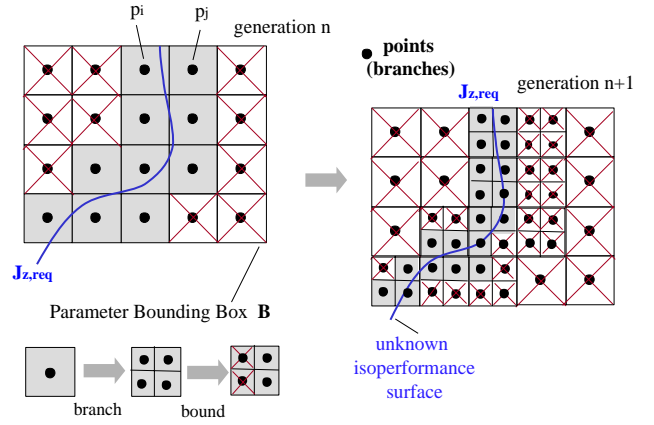 pi
pj
generation n
points
(branches)
Jz,req
generation n+1
Jz,req
Parameter Bounding Box B
unknown
isoperformance
surface
branch
bound